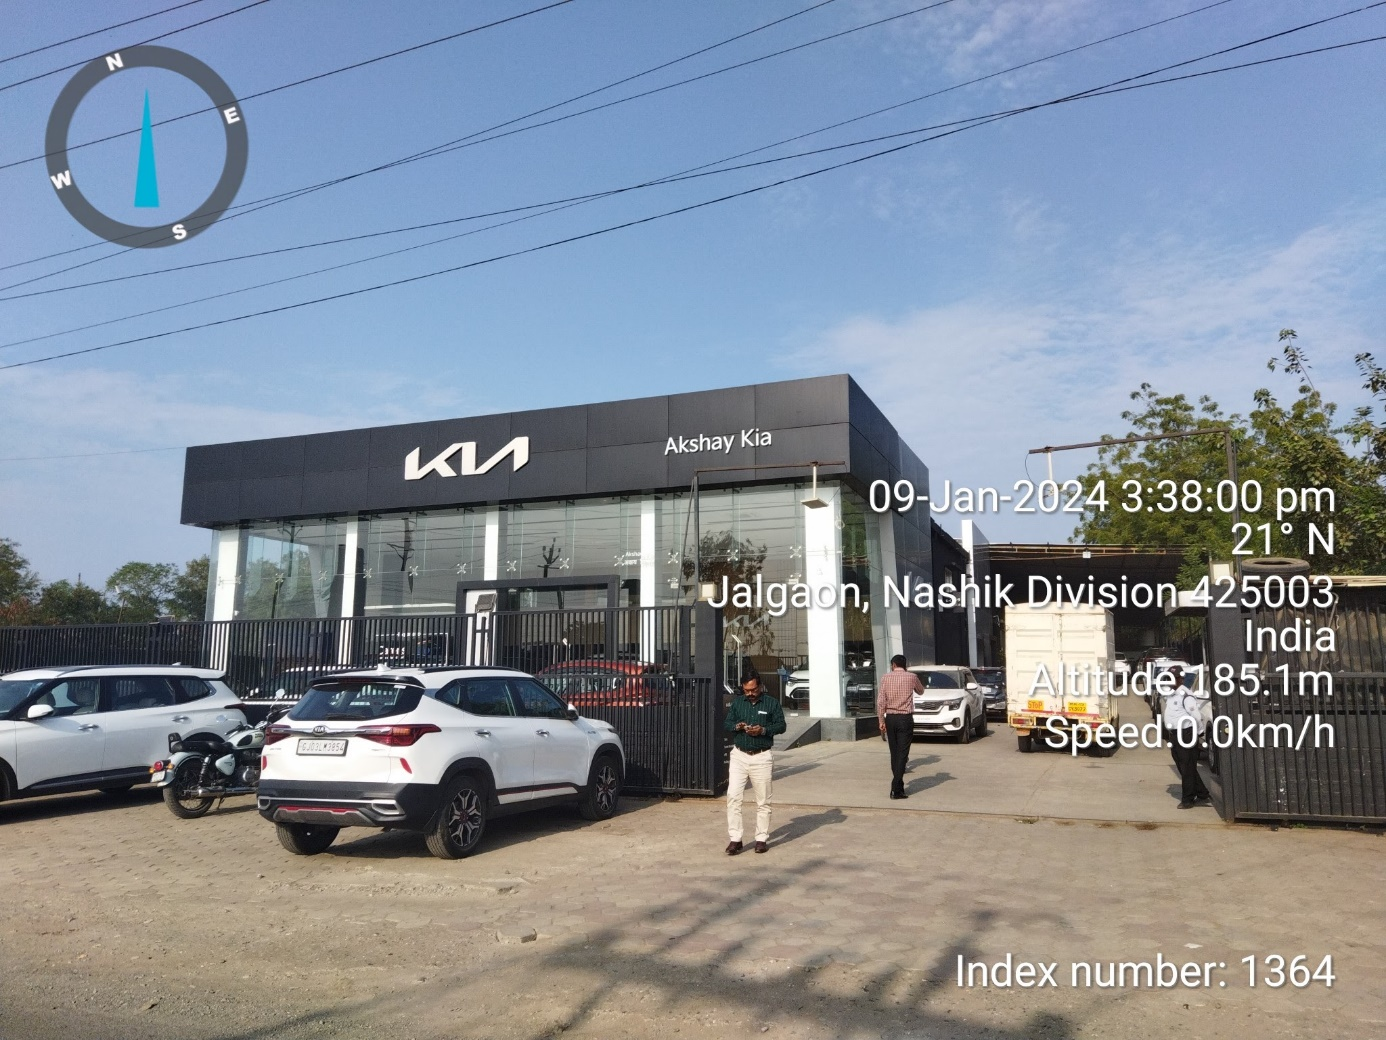 N
E
W
S
KIA
Akshay Kia
09-Jan-2024 3:38:00 pm
21° N
Jalgaon, Nashik Division 425003
India
Altitude:185.1m
Speed:0.0km/h
KIA
Index number: 1364